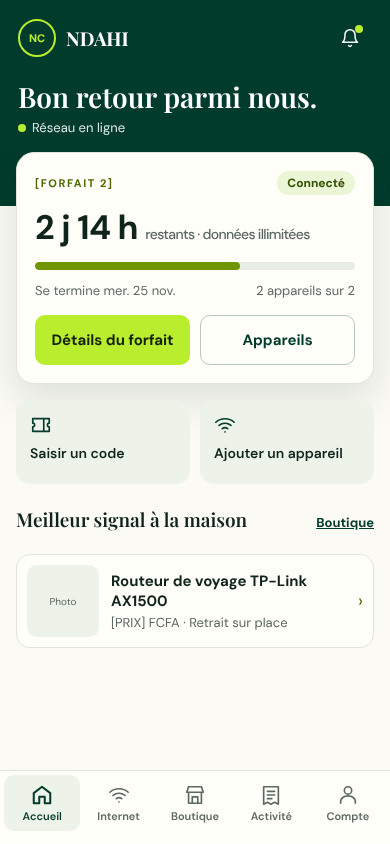 NC
NDAHI
Bon retour parmi nous.
Réseau en ligne
[FORFAIT 2]
Connecté
2 j 14 h restants · données illimitées
Se termine mer. 25 nov.
2 appareils sur 2
Détails du forfait
Appareils
Saisir un code
Ajouter un appareil
Meilleur signal à la maison
Boutique
Photo
Routeur de voyage TP-Link
AX1500
[PRIX] FCFA · Retrait sur place
›
Accueil
Internet
Boutique
Activité
Compte